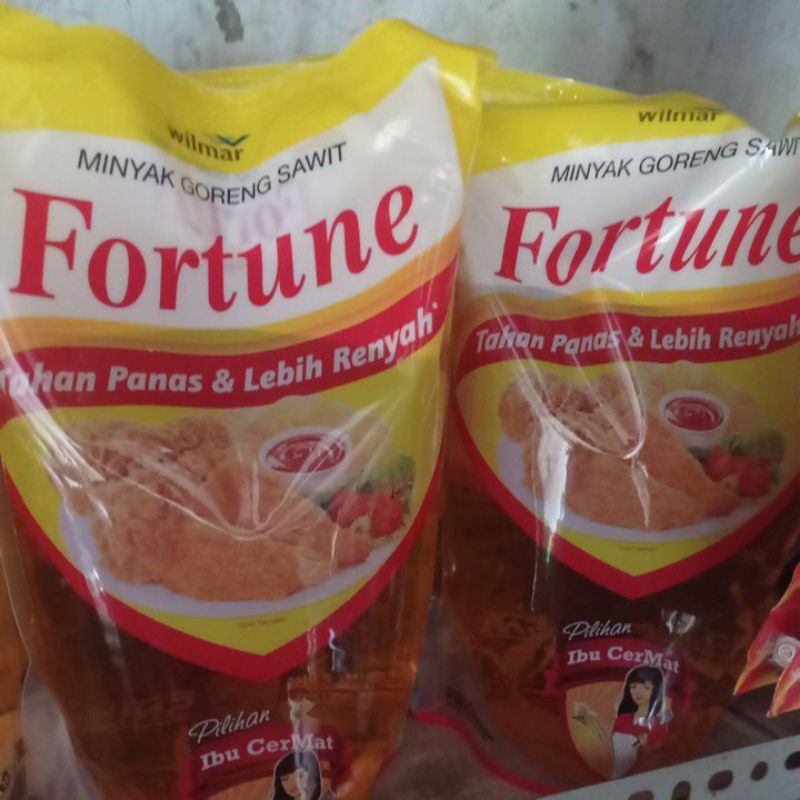 wilmar
MINYAK GORENG SAWIT
Fortune
Tahan Panas & Lebih Renyah
Pilihan
Ibu CerMat
wilmar
MINYAK GORENG SAWIT
Fortune
Tahan Panas & Lebih Renyah
Pilihan
Ibu CerMat